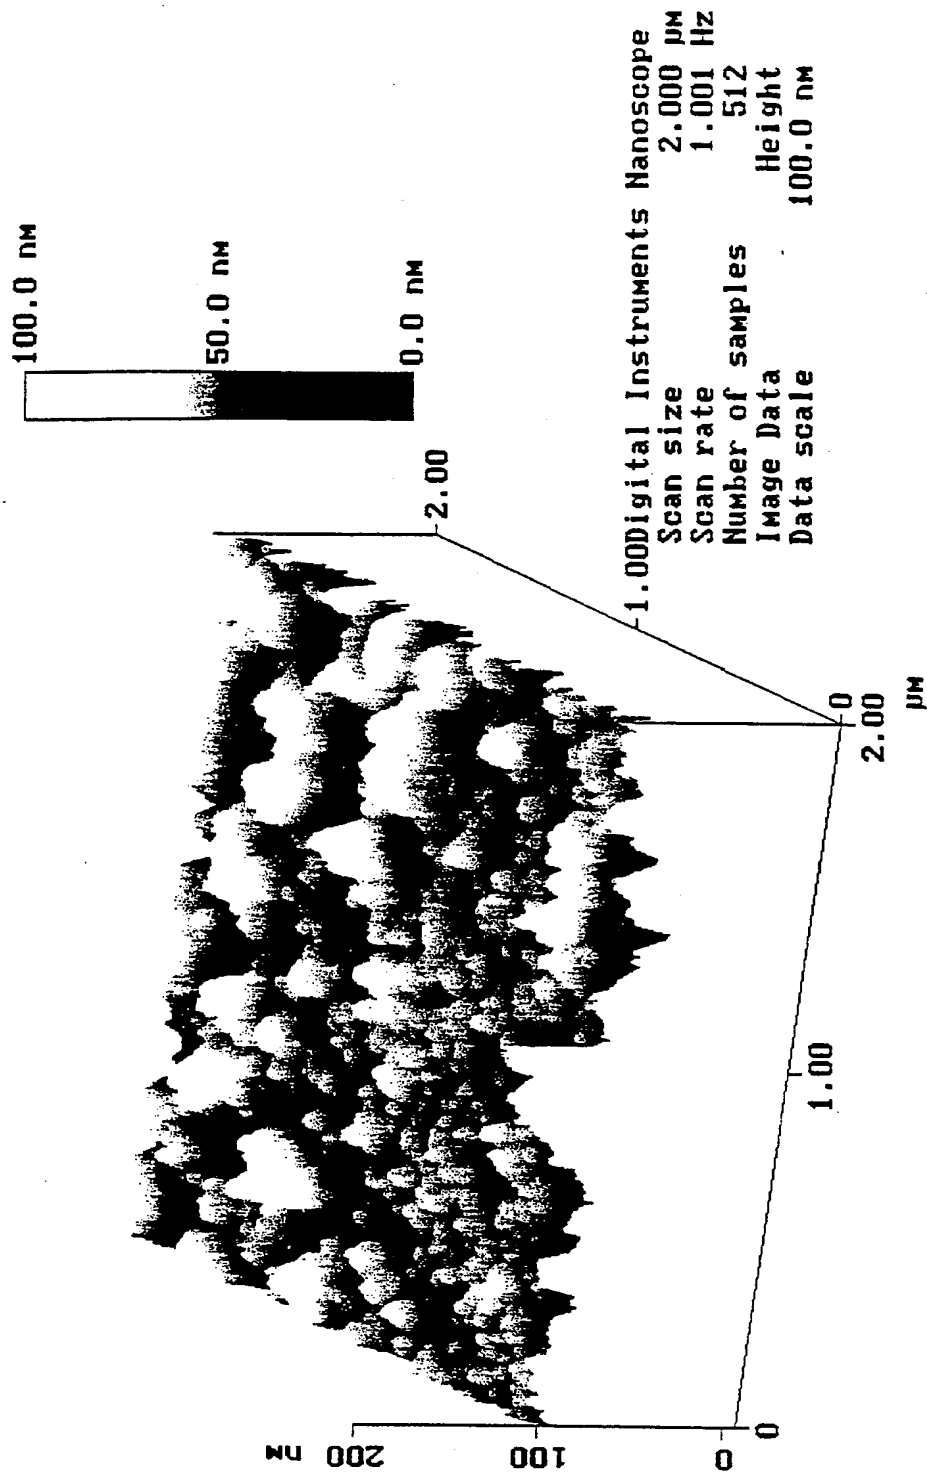 100.0 nM
50.0 nM
0.0 nM
2.00
1.00
0
2.00
µM
1.00
0
nM
200
100
0
Digital Instruments Nanoscope
Scan size 2.000 µM
Scan rate 1.001 Hz
Number of samples 512
Image Data Height
Data scale 100.0 nM